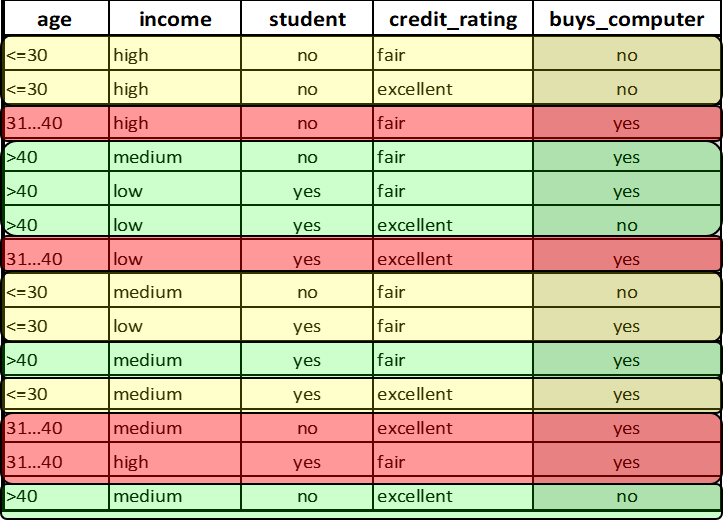 age income student credit_rating buys_computer
<=30 high no fair no
<=30 high no excellent no
31...40 high no fair yes
>40 medium no fair yes
>40 low yes fair yes
>40 low yes excellent no
31...40 low yes excellent yes
<=30 medium no fair no
<=30 low yes fair yes
>40 medium yes fair yes
<=30 medium yes excellent yes
31...40 medium no excellent yes
31...40 high yes fair yes
>40 medium no excellent no